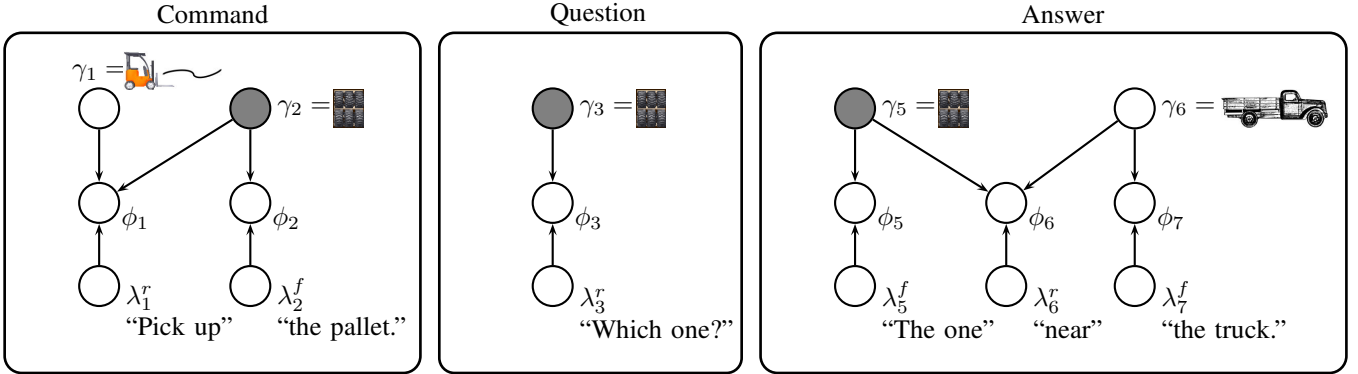 Command
Question
Answer
γ₁ =
γ₂ =
γ₃ =
γ₅ =
γ₆ =
ϕ₁
ϕ₂
ϕ₃
ϕ₅
ϕ₆
ϕ₇
λ₁ʳ
λ₂ᶠ
λ₃ʳ
λ₅ᶠ
λ₆ʳ
λ₇ᶠ
“Pick up”
“the pallet.”
“Which one?”
“The one”
“near”
“the truck.”